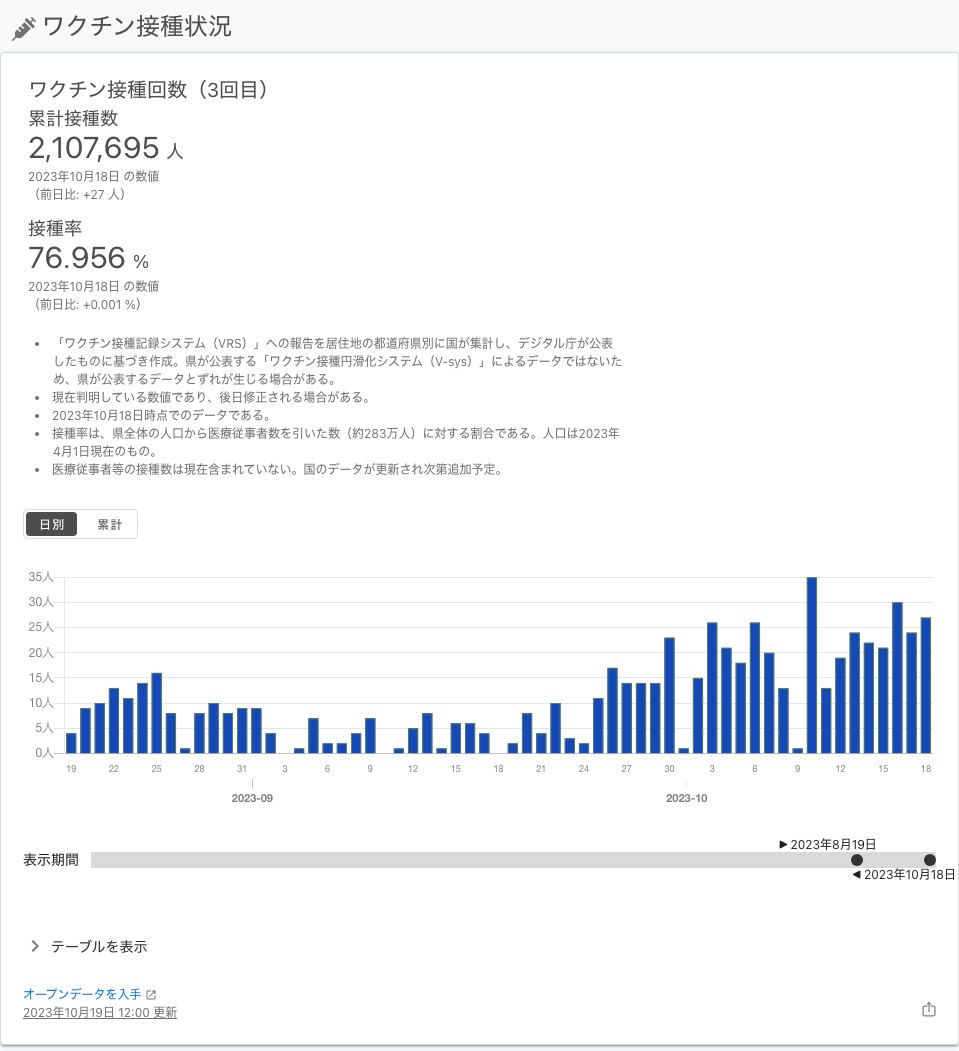 ワクチン接種状況
ワクチン接種回数（3回目）
累計接種数
2,107,695 人
2023年10月18日 の数値
（前日比: +27 人）
接種率
76.956 %
2023年10月18日 の数値
（前日比: +0.001 %）
• 「ワクチン接種記録システム（VRS）」への報告を居住地の都道府県別に国が集計し、デジタル庁が公表
したものに基づき作成。県が公表する「ワクチン接種円滑化システム（V-sys）」によるデータではないた
め、県が公表するデータとずれが生じる場合がある。
• 現在判明している数値であり、後日修正される場合がある。
• 2023年10月18日時点でのデータである。
• 接種率は、県全体の人口から医療従事者数を引いた数（約283万人）に対する割合である。人口は2023年
4月1日現在のもの。
• 医療従事者等の接種数は現在含まれていない。国のデータが更新され次第追加予定。
日別 累計
35人
30人
25人
20人
15人
10人
5人
0人
19 22 25 28 31 3 6 9 12 15 18 21 24 27 30 3 6 9 12 15 18
2023-09 2023-10
2023年8月19日
表示期間
2023年10月18日
テーブルを表示
オープンデータを入手
2023年10月19日 12:00 更新